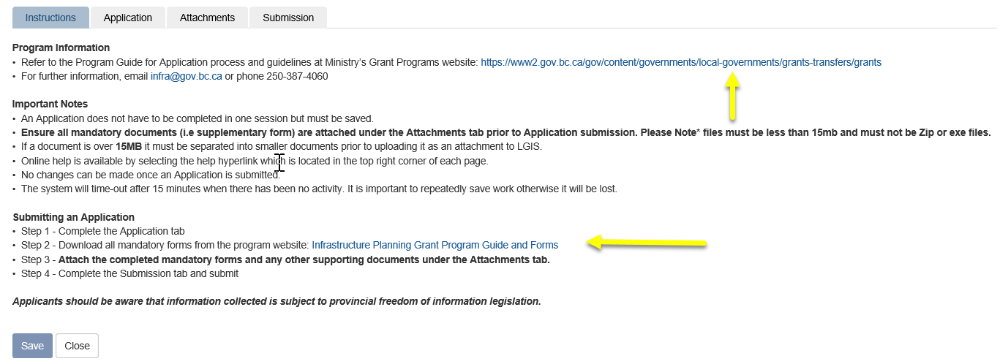 Instructions Application Attachments Submission
Program Information
• Refer to the Program Guide for Application process and guidelines at Ministry's Grant Programs website: https://www2.gov.bc.ca/gov/content/governments/local-governments/grants-transfers/grants
• For further information, email infra@gov.bc.ca or phone 250-387-4060
Important Notes
• An Application does not have to be completed in one session but must be saved.
• Ensure all mandatory documents (i.e supplementary form) are attached under the Attachments tab prior to Application submission. Please Note* files must be less than 15mb and must not be Zip or exe files.
• If a document is over 15MB it must be separated into smaller documents prior to uploading it as an attachment to LGIS.
• Online help is available by selecting the help hyperlink which is located in the top right corner of each page.
• No changes can be made once an Application is submitted.
• The system will time-out after 15 minutes when there has been no activity. It is important to repeatedly save work otherwise it will be lost.
Submitting an Application
• Step 1 - Complete the Application tab
• Step 2 - Download all mandatory forms from the program website: Infrastructure Planning Grant Program Guide and Forms
• Step 3 - Attach the completed mandatory forms and any other supporting documents under the Attachments tab.
• Step 4 - Complete the Submission tab and submit
Applicants should be aware that information collected is subject to provincial freedom of information legislation.
Save Close